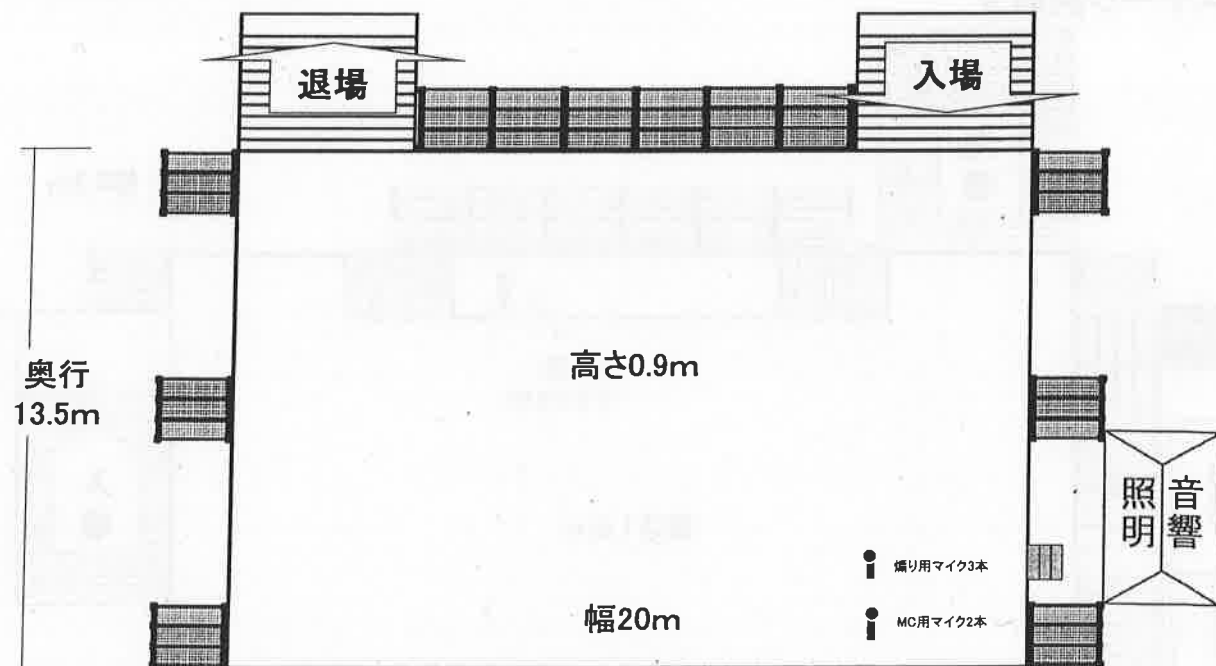 退場
入場
奥行
13.5m
高さ0.9m
照明
音響
煽り用マイク3本
幅20m
MC用マイク2本